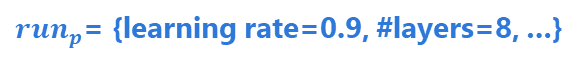 run_p = {learning rate=0.9, #layers=8, ...}